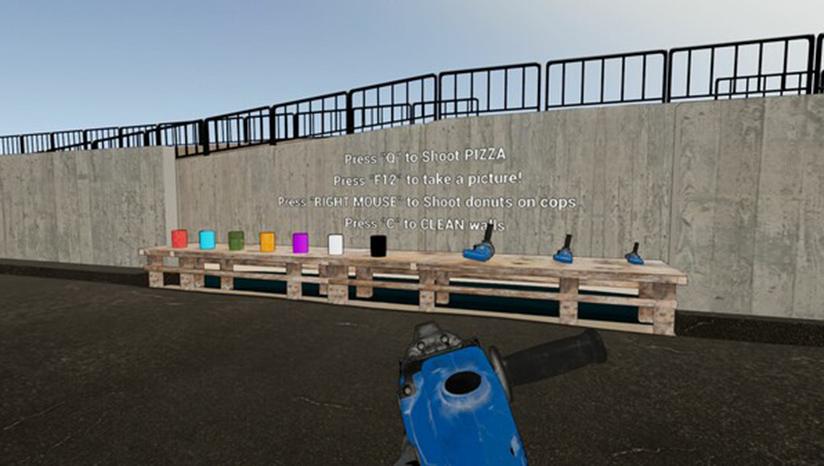 Press "Q" to Shoot PIZZA
Press "F12" to take a picture!
Press "RIGHT MOUSE" to Shoot donuts on cops
Press "C" to CLEAN walls